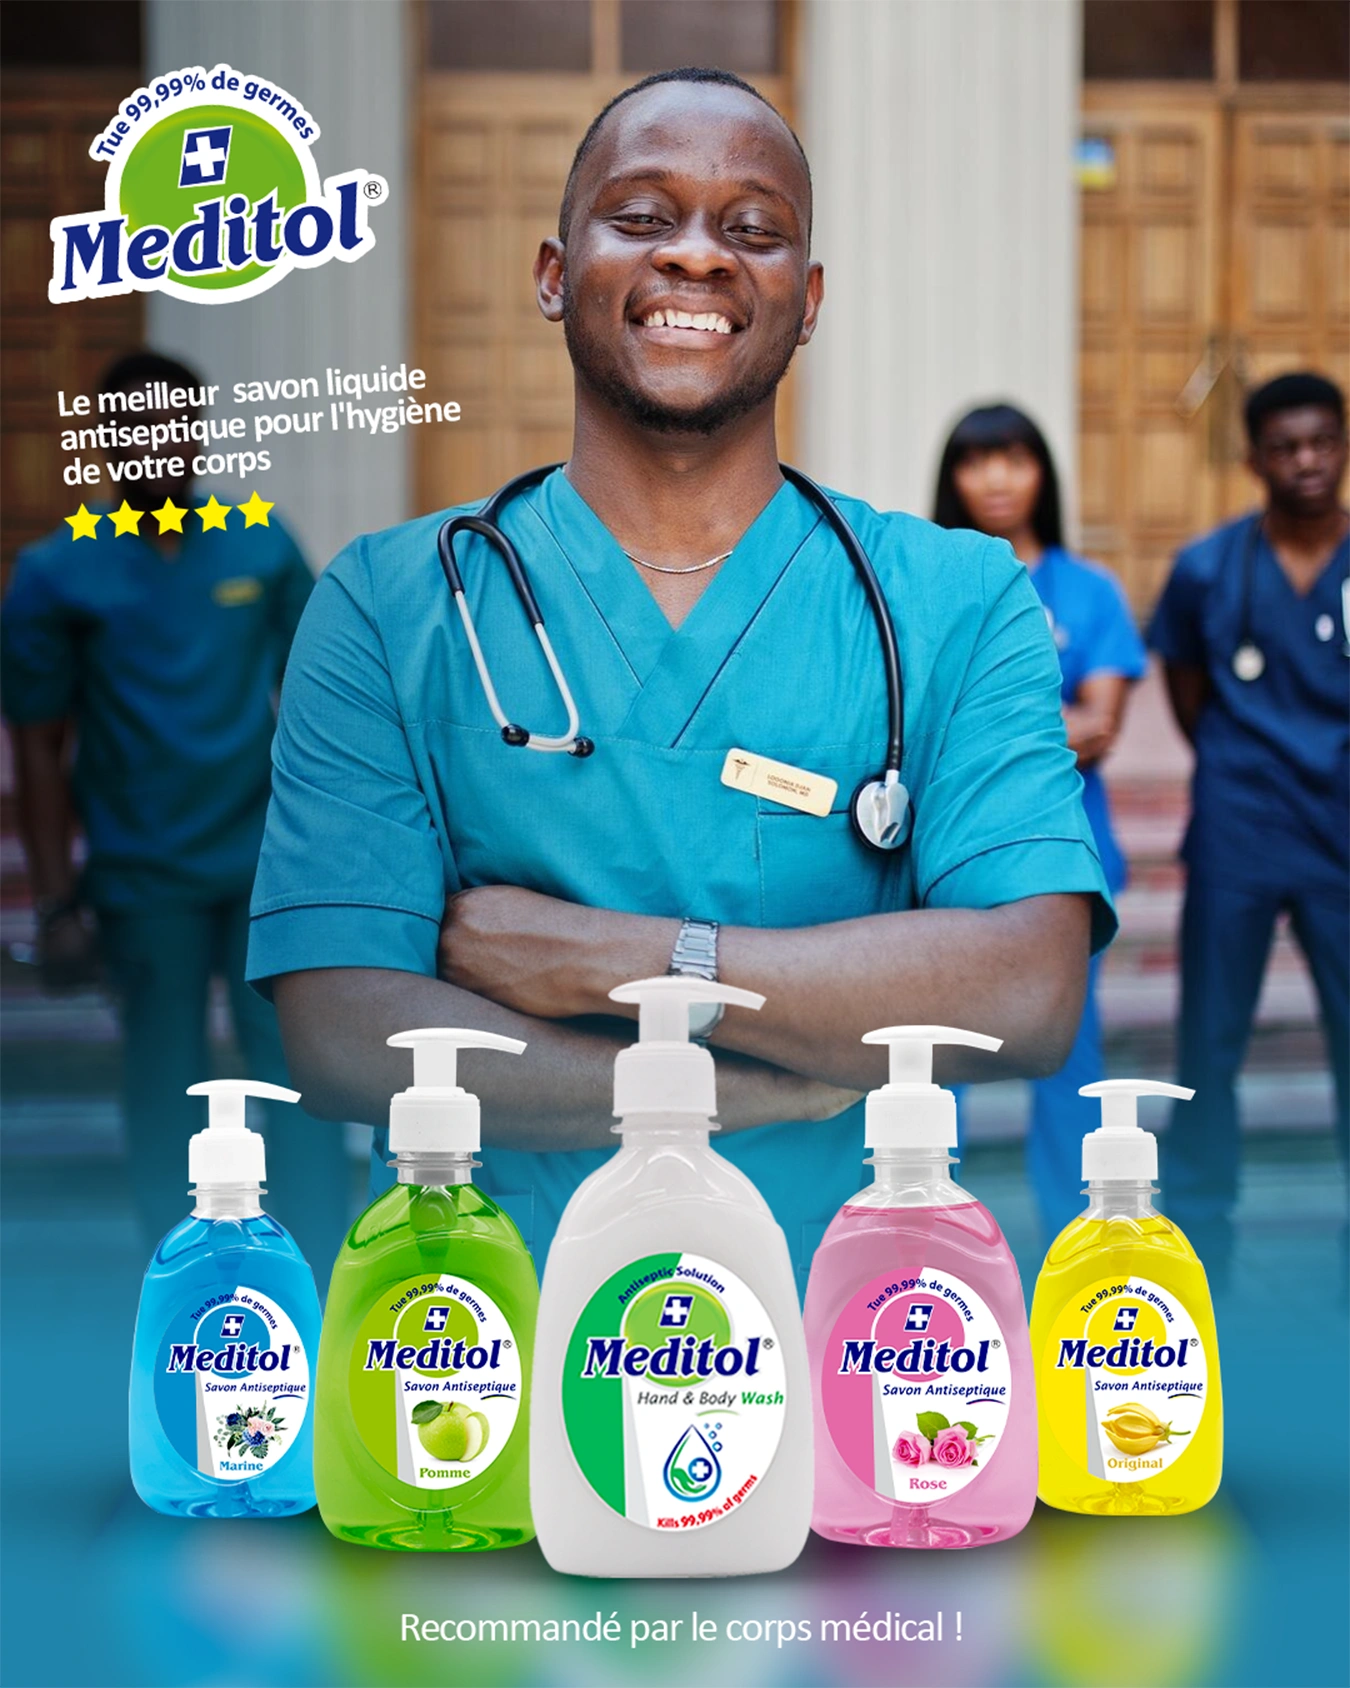 Tue 99,99% de germes
Meditol®
Le meilleur savon liquide
antiseptique pour l'hygiène
de votre corps
Tue 99,99% de germes
Meditol®
Savon Antiseptique
Marine
Tue 99,99% de germes
Meditol®
Savon Antiseptique
Pomme
Antiseptic Solution
Meditol®
Hand & Body Wash
Kills 99,99% of germs
Tue 99,99% de germes
Meditol®
Savon Antiseptique
Rose
Tue 99,99% de germes
Meditol®
Savon Antiseptique
Original
Recommandé par le corps médical !